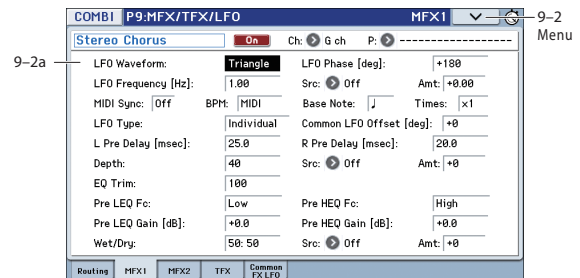 COMBI P9:MFX/TFX/LFO MFX1
9–2
Menu
Stereo Chorus On Ch: G ch P: ------------------
9–2a
LFO Waveform: Triangle LFO Phase [deg]: +180
LFO Frequency [Hz]: 1.00 Src: Off Amt: +0.00
MIDI Sync: Off BPM: MIDI Base Note: ♩ Times: x1
LFO Type: Individual Common LFO Offset [deg]: +0
L Pre Delay [msec]: 25.0 R Pre Delay [msec]: 20.0
Depth: 40 Src: Off Amt: +0
EQ Trim: 100
Pre LEQ Fc: Low Pre HEQ Fc: High
Pre LEQ Gain [dB]: +0.0 Pre HEQ Gain [dB]: +0.0
Wet/Dry: 50: 50 Src: Off Amt: +0
Routing MFX1 MFX2 TFX Common FX LFO